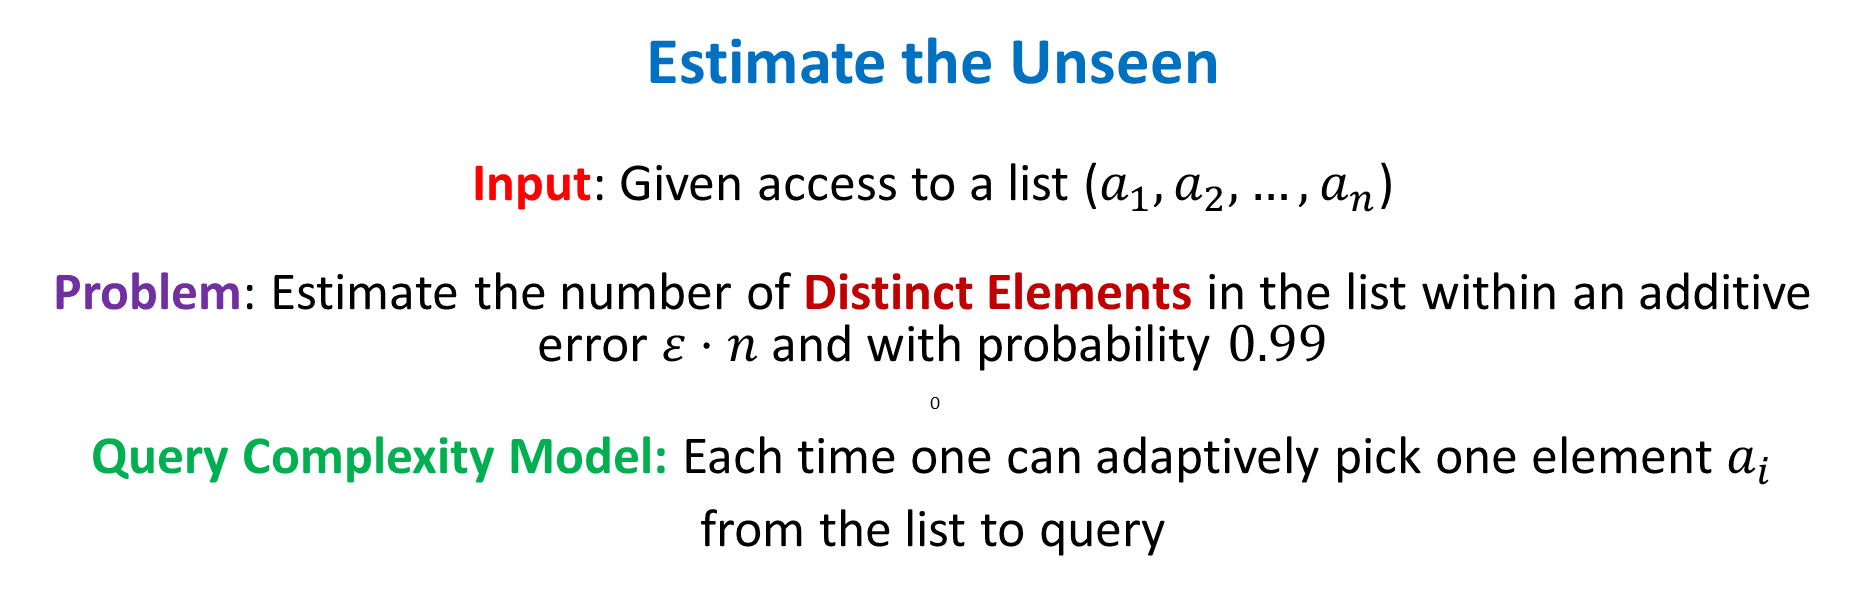 Estimate the Unseen
Input: Given access to a list (𝑎₁, 𝑎₂, … , 𝑎ₙ)
Problem: Estimate the number of Distinct Elements in the list within an additive
error 𝜀 · 𝑛 and with probability 0.99
0
Query Complexity Model: Each time one can adaptively pick one element 𝑎ᵢ
from the list to query